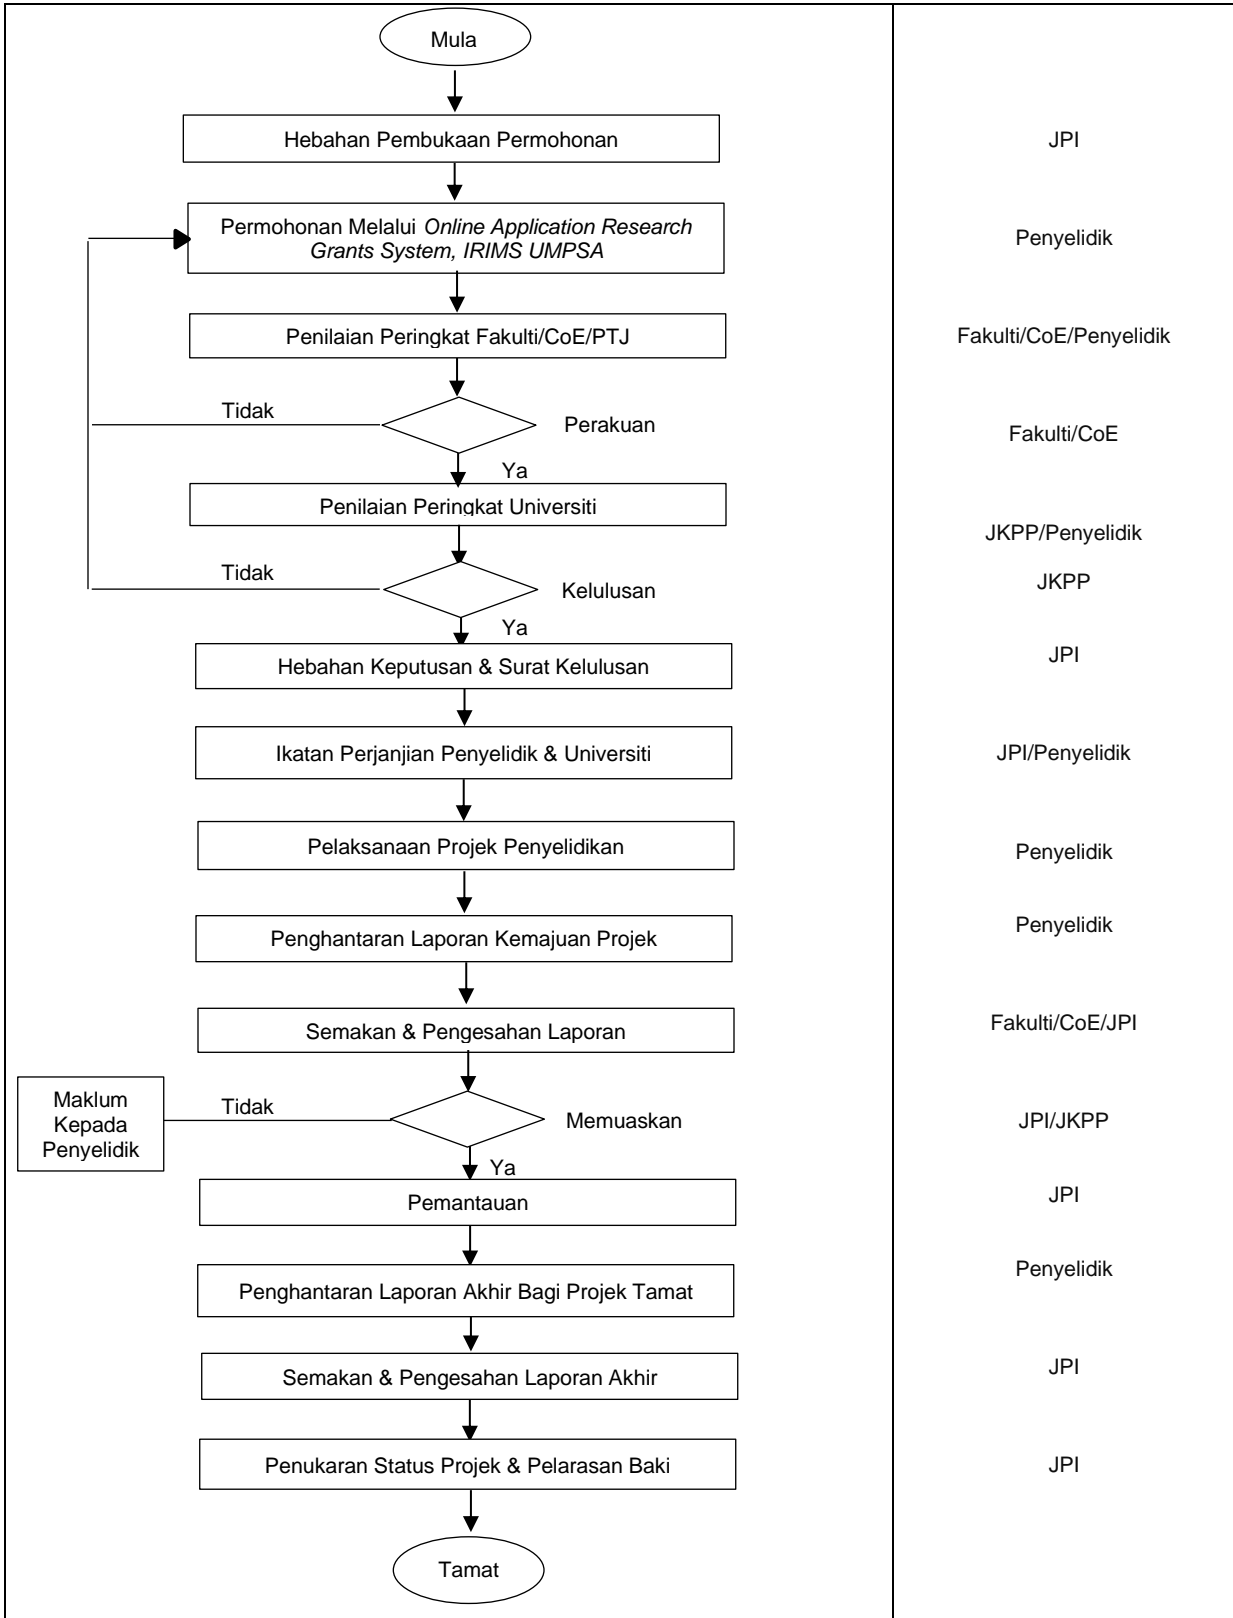 Mula
Hebahan Pembukaan Permohonan
JPI
Permohonan Melalui Online Application Research
Grants System, IRIMS UMPSA
Penyelidik
Penilaian Peringkat Fakulti/CoE/PTJ
Fakulti/CoE/Penyelidik
Tidak
Perakuan
Fakulti/CoE
Ya
Penilaian Peringkat Universiti
JKPP/Penyelidik
Tidak
Kelulusan
JKPP
Ya
Hebahan Keputusan & Surat Kelulusan
JPI
Ikatan Perjanjian Penyelidik & Universiti
JPI/Penyelidik
Pelaksanaan Projek Penyelidikan
Penyelidik
Penghantaran Laporan Kemajuan Projek
Penyelidik
Semakan & Pengesahan Laporan
Fakulti/CoE/JPI
Maklum
Kepada
Penyelidik
Tidak
Memuaskan
JPI/JKPP
Ya
Pemantauan
JPI
Penghantaran Laporan Akhir Bagi Projek Tamat
Penyelidik
Semakan & Pengesahan Laporan Akhir
JPI
Penukaran Status Projek & Pelarasan Baki
JPI
Tamat